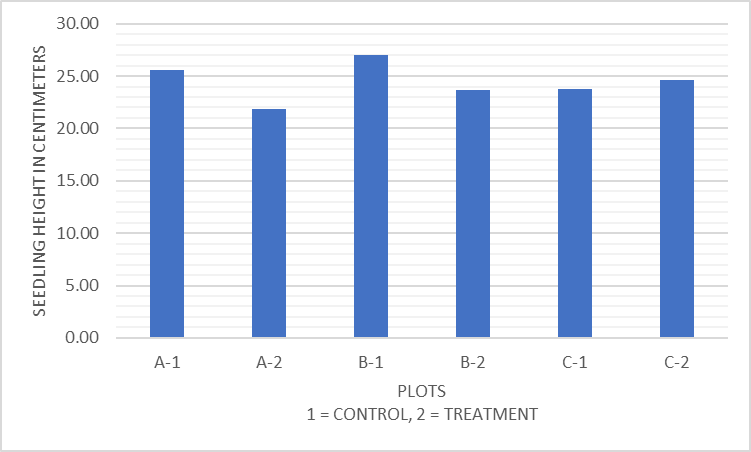 30.00
25.00
20.00
15.00
10.00
5.00
0.00
SEEDLING HEIGHT IN CENTIMETERS
A-1 A-2 B-1 B-2 C-1 C-2
PLOTS
1 = CONTROL, 2 = TREATMENT